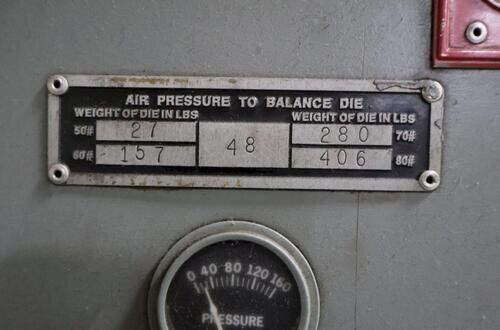 AIR PRESSURE TO BALANCE DIE
WEIGHT OF DIE IN LBS WEIGHT OF DIE IN LBS
50# 27 48 280 70#
60# 157 406 80#
0 40 80 120 160
PRESSURE